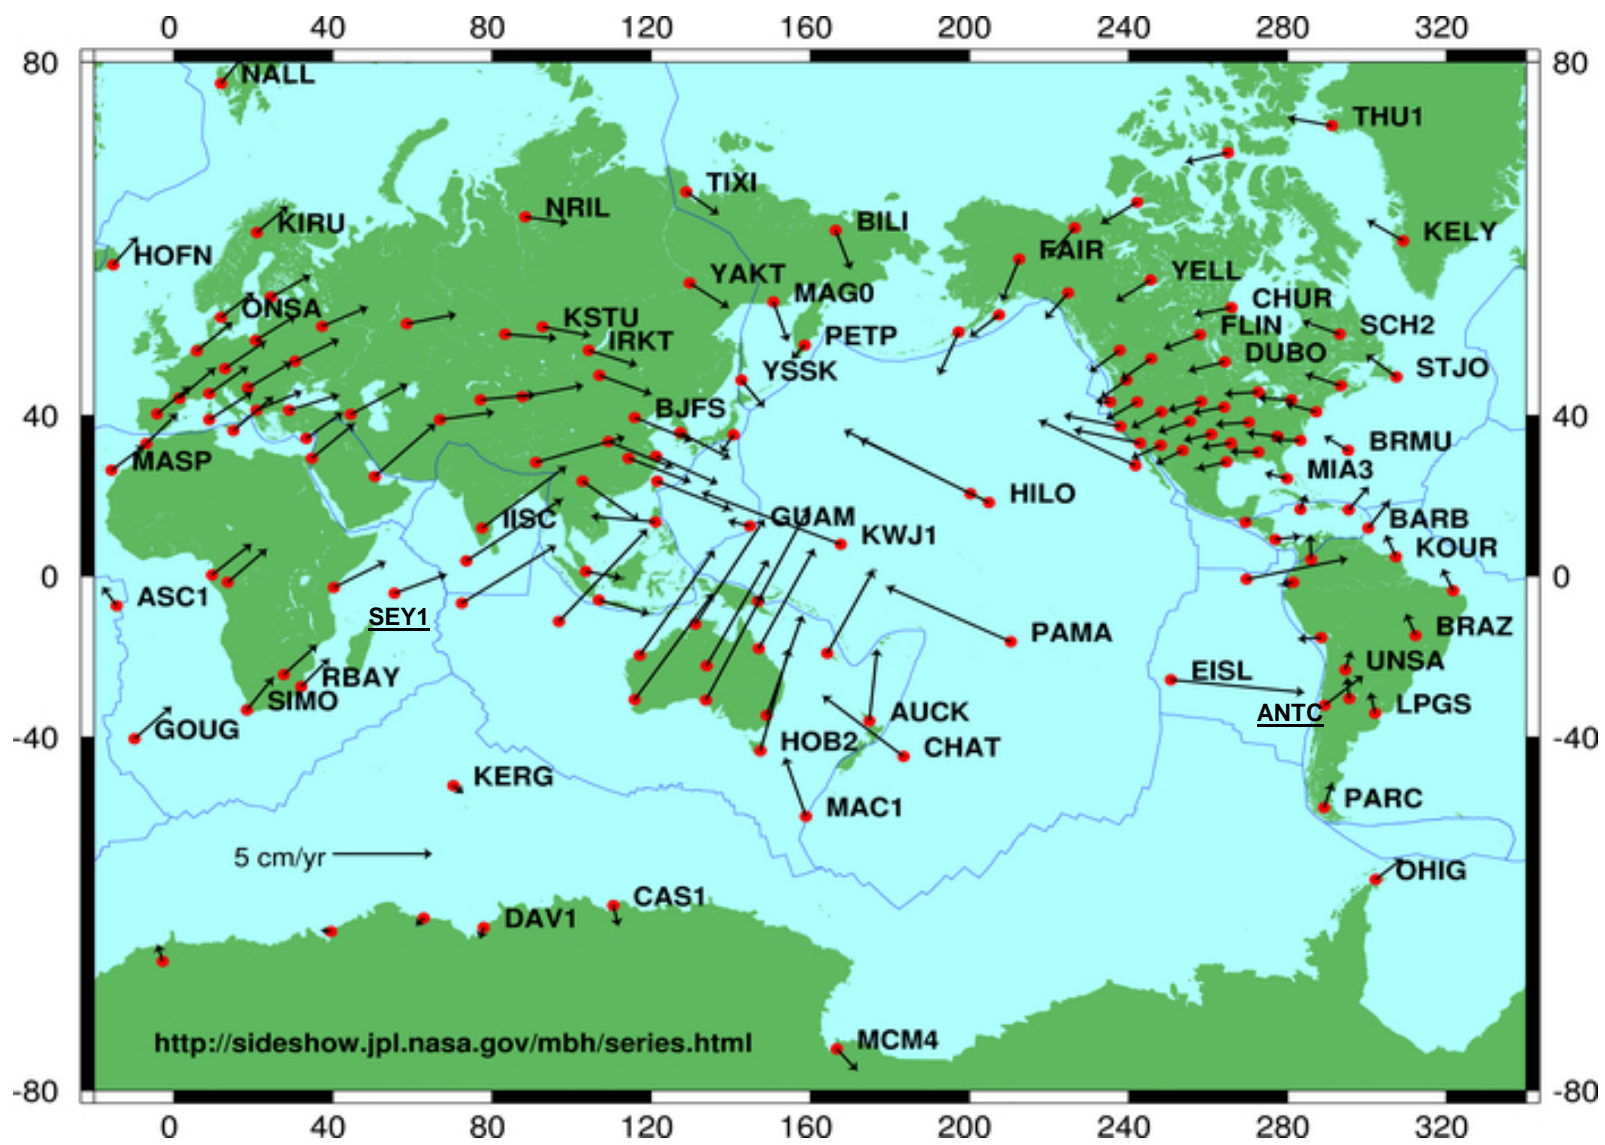 0 40 80 120 160 200 240 280 320
80 80
NALL
THU1
TIXI
NRIL
KIRU
BILI
KELY
HOFN
FAIR
YAKT
YELL
MAG0
ONSA
CHUR
KSTU
FLIN
SCH2
IRKT
PETP
DUBO
YSSK
STJO
40 40
BJFS
BRMU
MASP
MIA3
HILO
IISC
GUAM
BARB
KWJ1
KOUR
0 0
ASC1
SEY1
BRAZ
PAMA
UNSA
EISL
RBAY
SIMO
LPGS
AUCK
ANTC
GOUG
HOB2
-40 -40
CHAT
KERG
PARC
MAC1
5 cm/yr
OHIG
CAS1
DAV1
http://sideshow.jpl.nasa.gov/mbh/series.html
MCM4
-80 -80
0 40 80 120 160 200 240 280 320